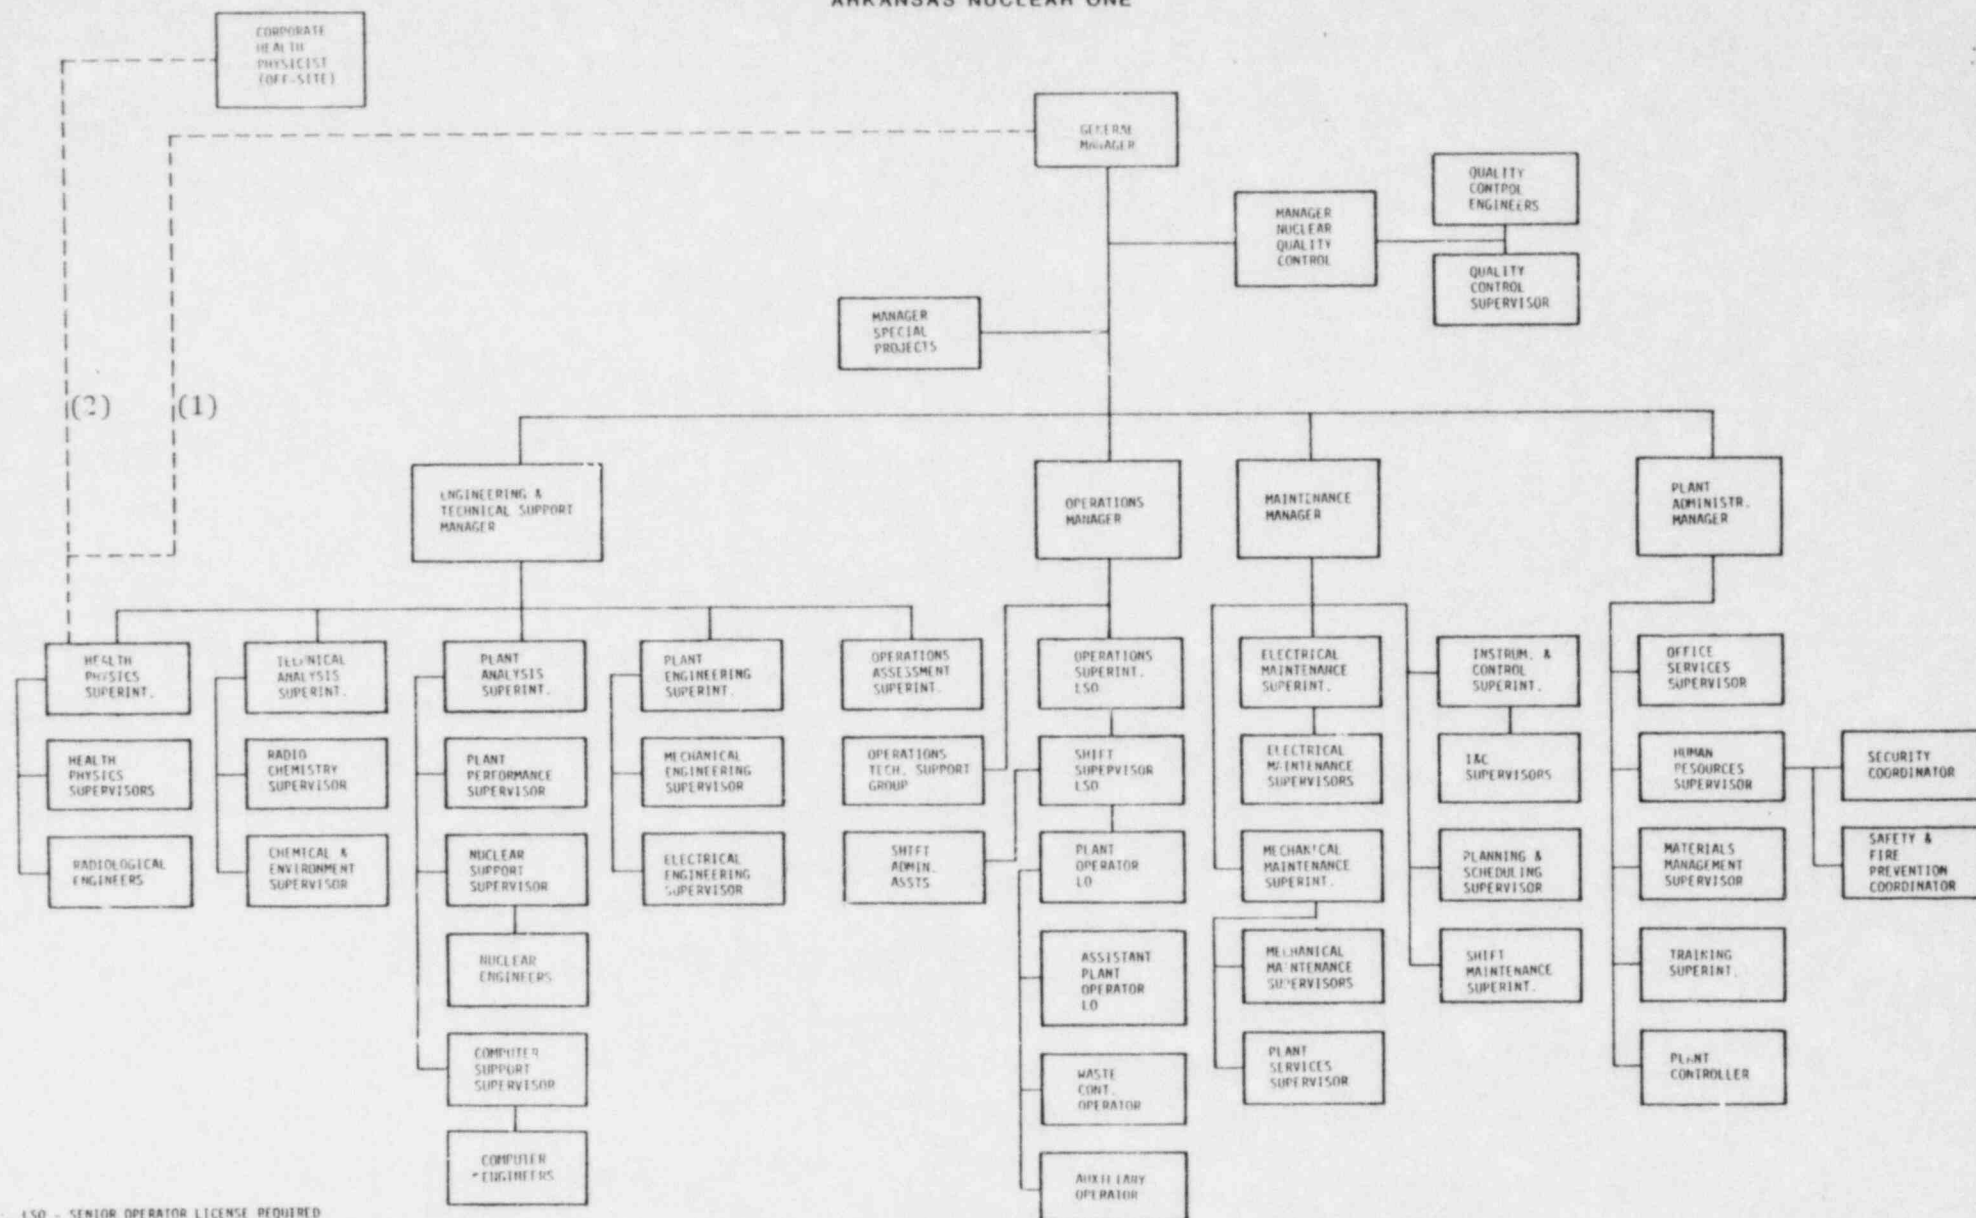 ARKANSAS NUCLEAR ONE
CORPORATE
HEALTH
PHYSICIST
(OFF-SITE)
GENERAL
MANAGER
QUALITY
CONTROL
ENGINEERS
MANAGER
NUCLEAR
QUALITY
CONTROL
QUALITY
CONTROL
SUPERVISOR
MANAGER
SPECIAL
PROJECTS
(2)
(1)
ENGINEERING &
TECHNICAL SUPPORT
MANAGER
OPERATIONS
MANAGER
MAINTENANCE
MANAGER
PLANT
ADMINISTR.
MANAGER
HEALTH
PHYSICS
SUPERINT.
TECHNICAL
ANALYSIS
SUPERINT.
PLANT
ANALYSIS
SUPERINT.
PLANT
ENGINEERING
SUPERINT.
OPERATIONS
ASSESSMENT
SUPERINT.
OPERATIONS
SUPERINT.
LSO
ELECTRICAL
MAINTENANCE
SUPERINT.
INSTRUM. &
CONTROL
SUPERINT.
OFFICE
SERVICES
SUPERVISOR
HEALTH
PHYSICS
SUPERVISORS
RADIO
CHEMISTRY
SUPERVISOR
PLANT
PERFORMANCE
SUPERVISOR
MECHANICAL
ENGINEERING
SUPERVISOR
OPERATIONS
TECH. SUPPORT
GROUP
SHIFT
SUPERVISOR
LSO
ELECTRICAL
MAINTENANCE
SUPERVISORS
I&C
SUPERVISORS
HUMAN
RESOURCES
SUPERVISOR
SECURITY
COORDINATOR
RADIOLOGICAL
ENGINEERS
CHEMICAL &
ENVIRONMENT
SUPERVISOR
NUCLEAR
SUPPORT
SUPERVISOR
ELECTRICAL
ENGINEERING
SUPERVISOR
SHIFT
ADMIN.
ASSTS
PLANT
OPERATOR
LO
MECHANICAL
MAINTENANCE
SUPERINT.
PLANNING &
SCHEDULING
SUPERVISOR
MATERIALS
MANAGEMENT
SUPERVISOR
SAFETY &
FIRE
PREVENTION
COORDINATOR
NUCLEAR
ENGINEERS
ASSISTANT
PLANT
OPERATOR
LO
MECHANICAL
MAINTENANCE
SUPERVISORS
SHIFT
MAINTENANCE
SUPERINT.
TRAINING
SUPERINT.
COMPUTER
SUPPORT
SUPERVISOR
WASTE
CONT.
OPERATOR
PLANT
SERVICES
SUPERVISOR
PLANT
CONTROLLER
COMPUTER
ENGINEERS
AUXILIARY
OPERATOR
LSO - SENIOR OPERATOR LICENSE REQUIRED